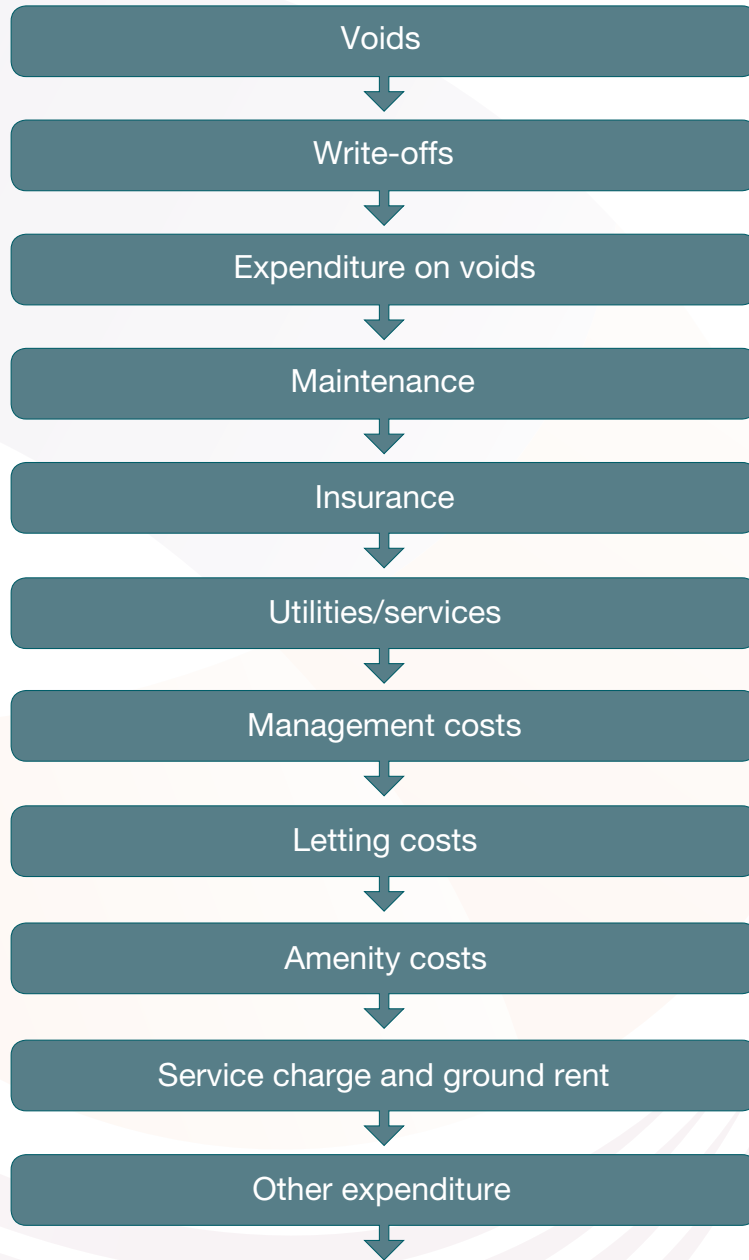 Voids
Write-offs
Expenditure on voids
Maintenance
Insurance
Utilities/services
Management costs
Letting costs
Amenity costs
Service charge and ground rent
Other expenditure